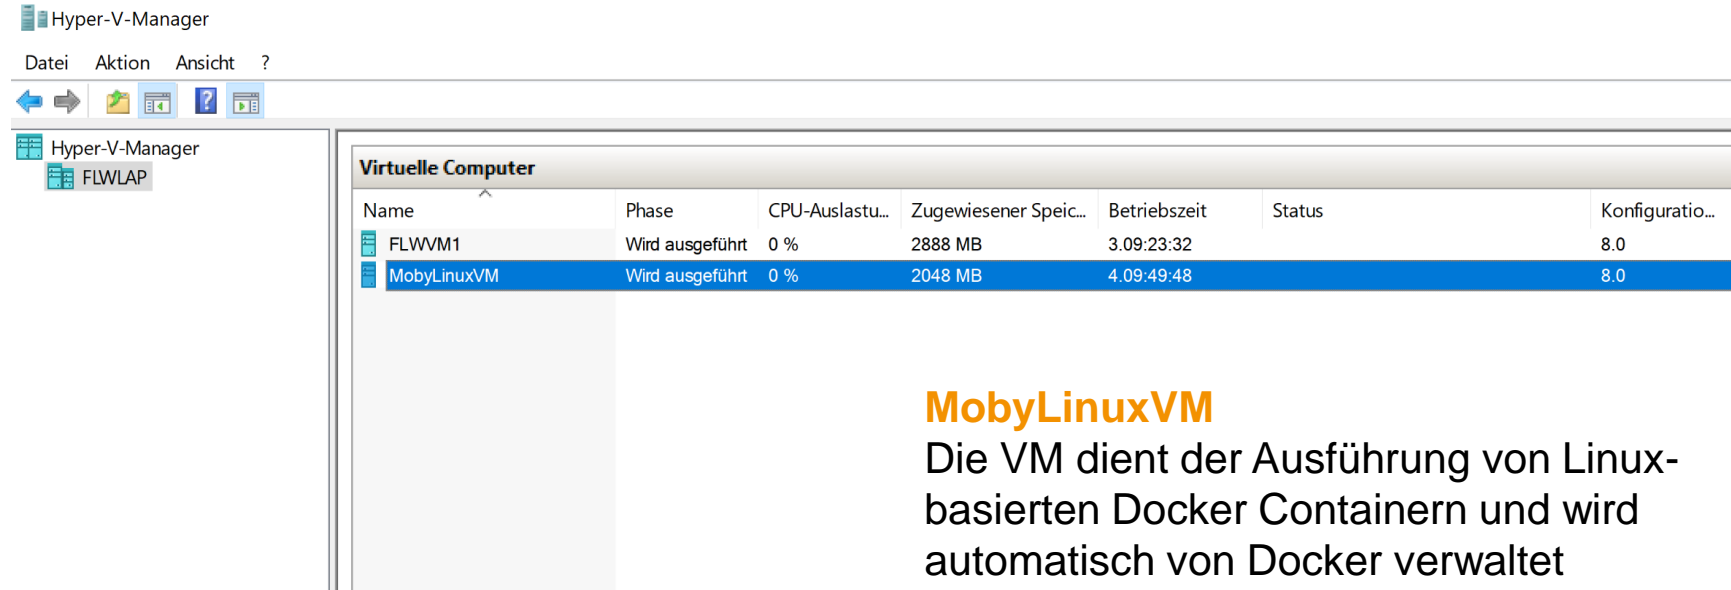 Hyper-V-Manager
Datei Aktion Ansicht ?
Hyper-V-Manager
FLWLAP
Virtuelle Computer
Name Phase CPU-Auslastu... Zugewiesener Speic... Betriebszeit Status Konfiguratio...
FLWVM1 Wird ausgeführt 0 % 2888 MB 3.09:23:32 8.0
MobyLinuxVM Wird ausgeführt 0 % 2048 MB 4.09:49:48 8.0
MobyLinuxVM
Die VM dient der Ausführung von Linux-
basierten Docker Containern und wird
automatisch von Docker verwaltet